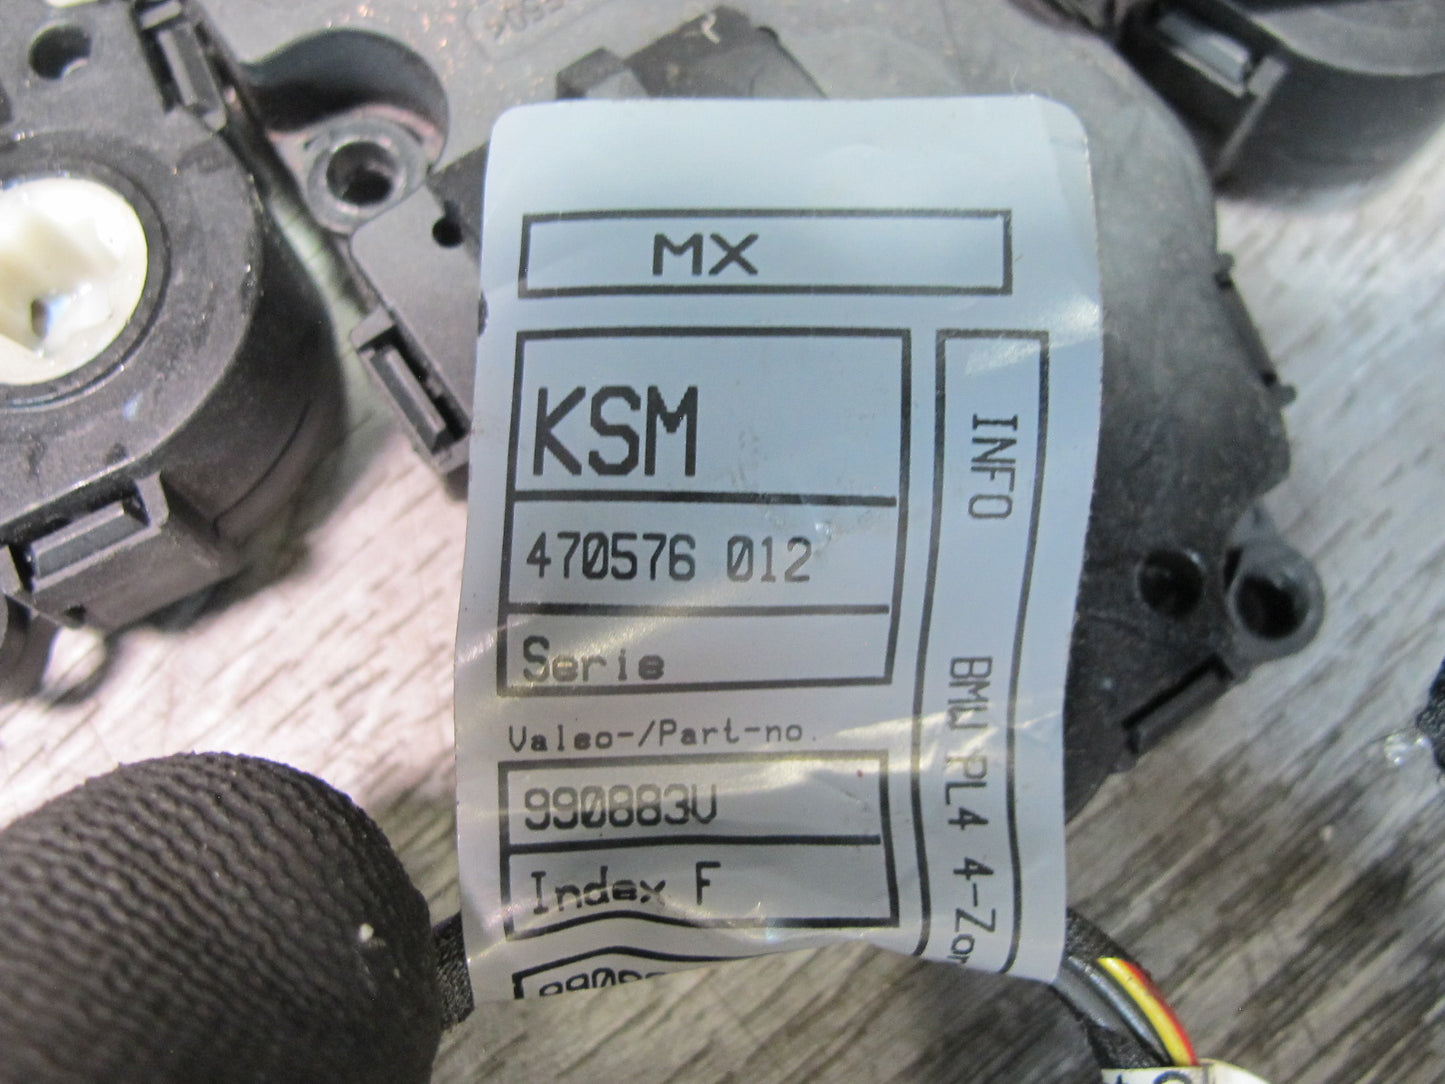 MX
KSM
470576 012
Serie
Valeo-/Part-no.
990883V
Index F
INFO
BMW PL4 4-Zon